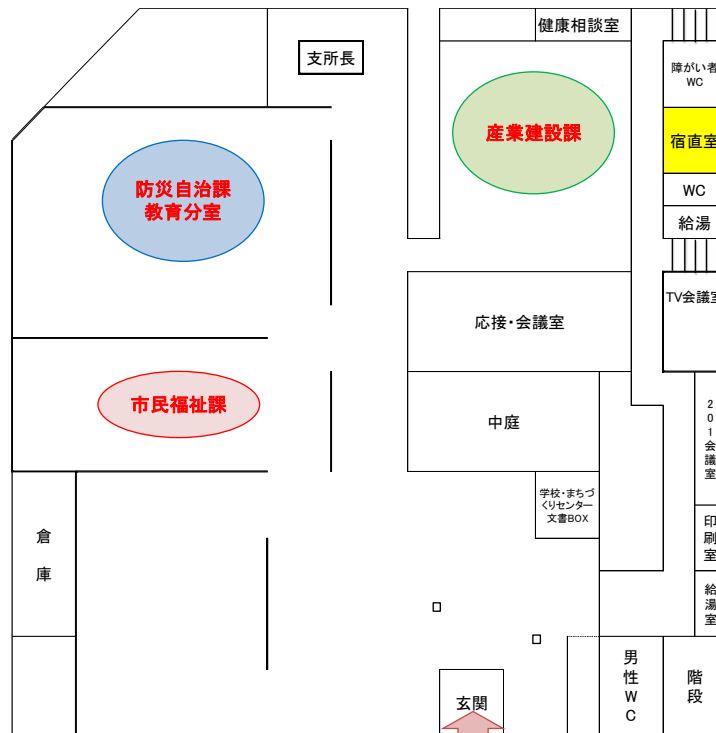 健康相談室
支所長
障がい者
WC
産業建設課
宿直室
防災自治課
教育分室
WC
給湯
TV会議室
応接・会議室
市民福祉課
中庭
201会議室
学校・まちづ
くりセンター
文書BOX
倉庫
印刷室
給湯室
男性WC
階段
玄関